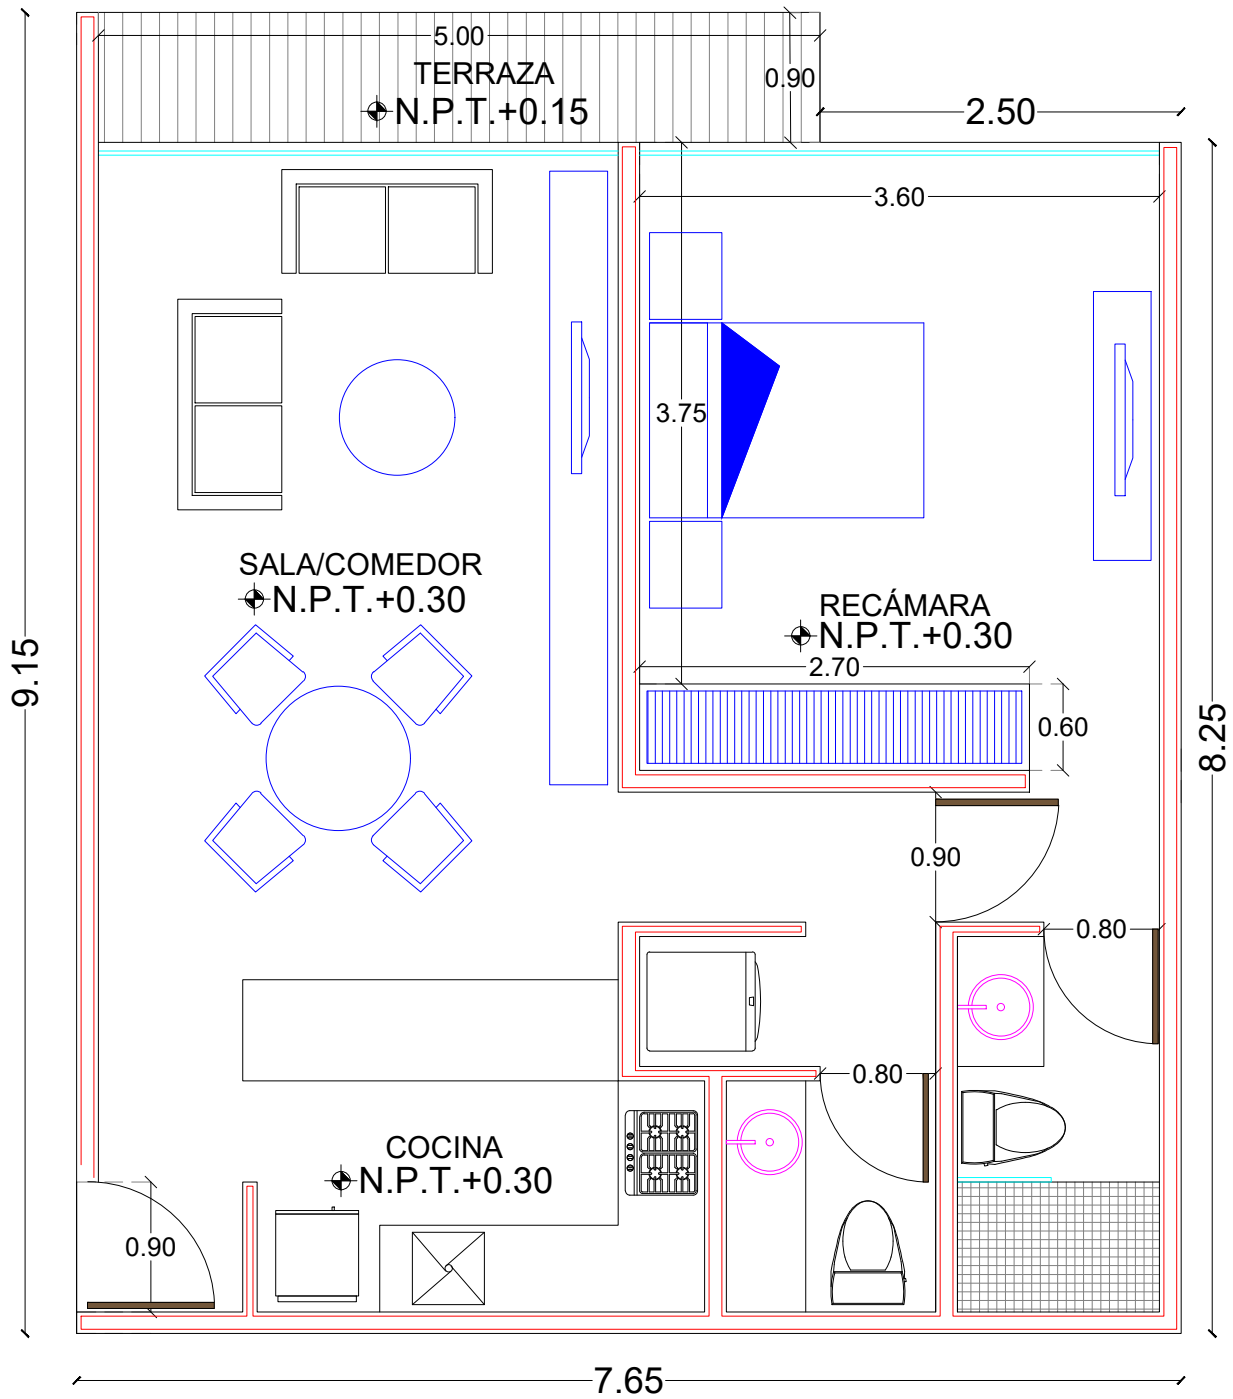 5.00
TERRAZA
N.P.T.+0.15
0.90
2.50
3.60
3.75
SALA/COMEDOR
N.P.T.+0.30
RECÁMARA
N.P.T.+0.30
2.70
0.60
9.15
8.25
0.90
0.80
0.80
COCINA
N.P.T.+0.30
0.90
7.65